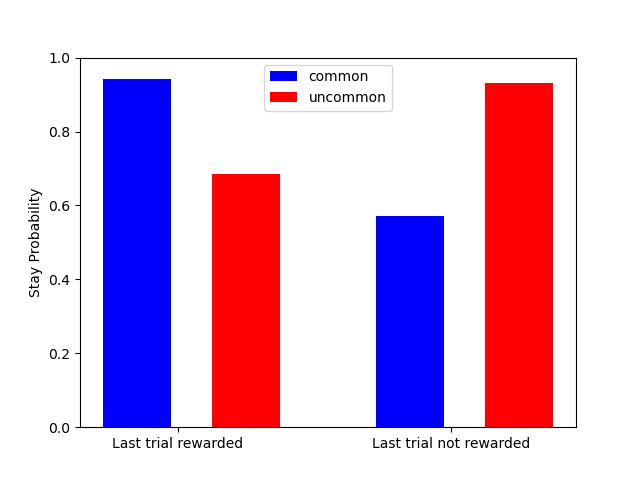 common
uncommon
Stay Probability
1.0
0.8
0.6
0.4
0.2
0.0
Last trial rewarded
Last trial not rewarded